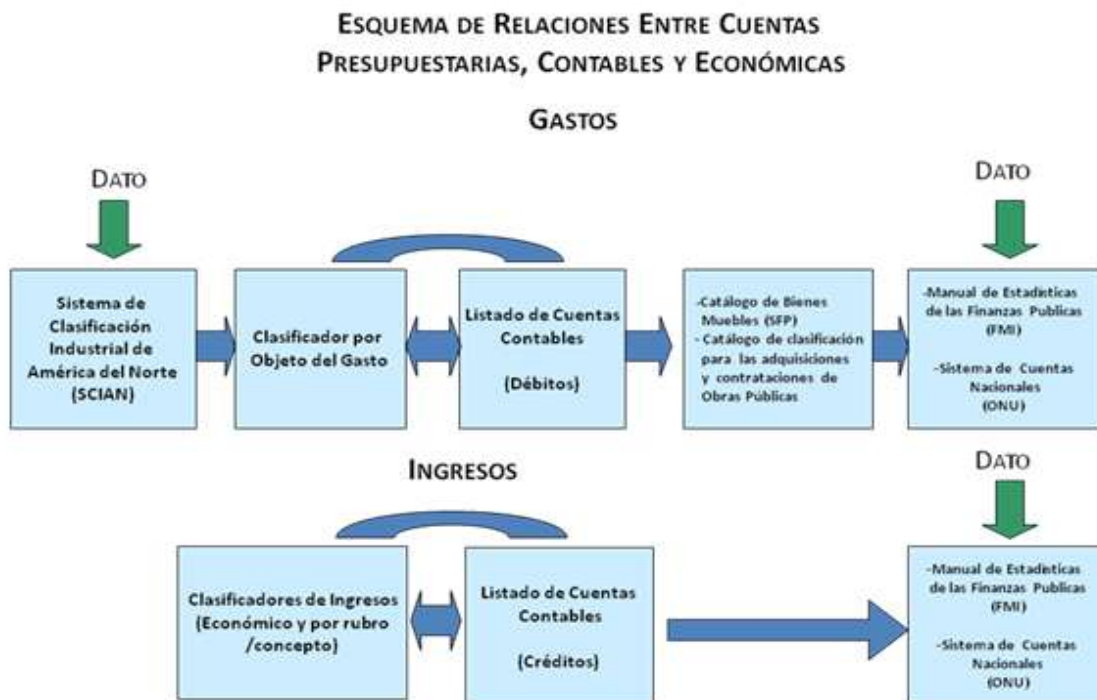 ESQUEMA DE RELACIONES ENTRE CUENTAS
PRESUPUESTARIAS, CONTABLES Y ECONÓMICAS
GASTOS
DATO
DATO
Sistema de
Clasificación
Industrial de
América del Norte
(SCIAN)
Clasificador por
Objeto del Gasto
Listado de Cuentas
Contables
(Débitos)
-Catálogo de Bienes
Muebles (SFP)
- Catálogo de clasificación
para las adquisiciones
y contrataciones de
Obras Públicas
-Manual de Estadísticas
de las Finanzas Publicas
(FMI)
-Sistema de Cuentas
Nacionales
(ONU)
INGRESOS
DATO
Clasificadores de Ingresos
(Económico y por rubro
/concepto)
Listado de Cuentas
Contables
(Créditos)
-Manual de Estadísticas
de las Finanzas Publicas
(FMI)
-Sistema de Cuentas
Nacionales
(ONU)